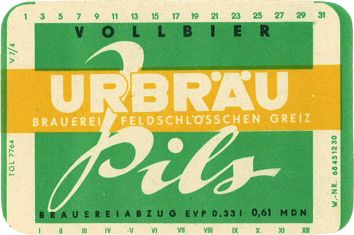 1 3 5 7 9 11 13 15 17 19 21 23 25 27 29 31
VOLLBIER
URBRÄU
BRAUEREI FELDSCHLÖSSCHEN GREIZ
Pils
BRAUEREIABZUG EVP 0,33 l 0,61 MDN
I II III IV V VI VII VIII IX X XI XII
V 7/4
TGL 7764
W.-NR. 68451230